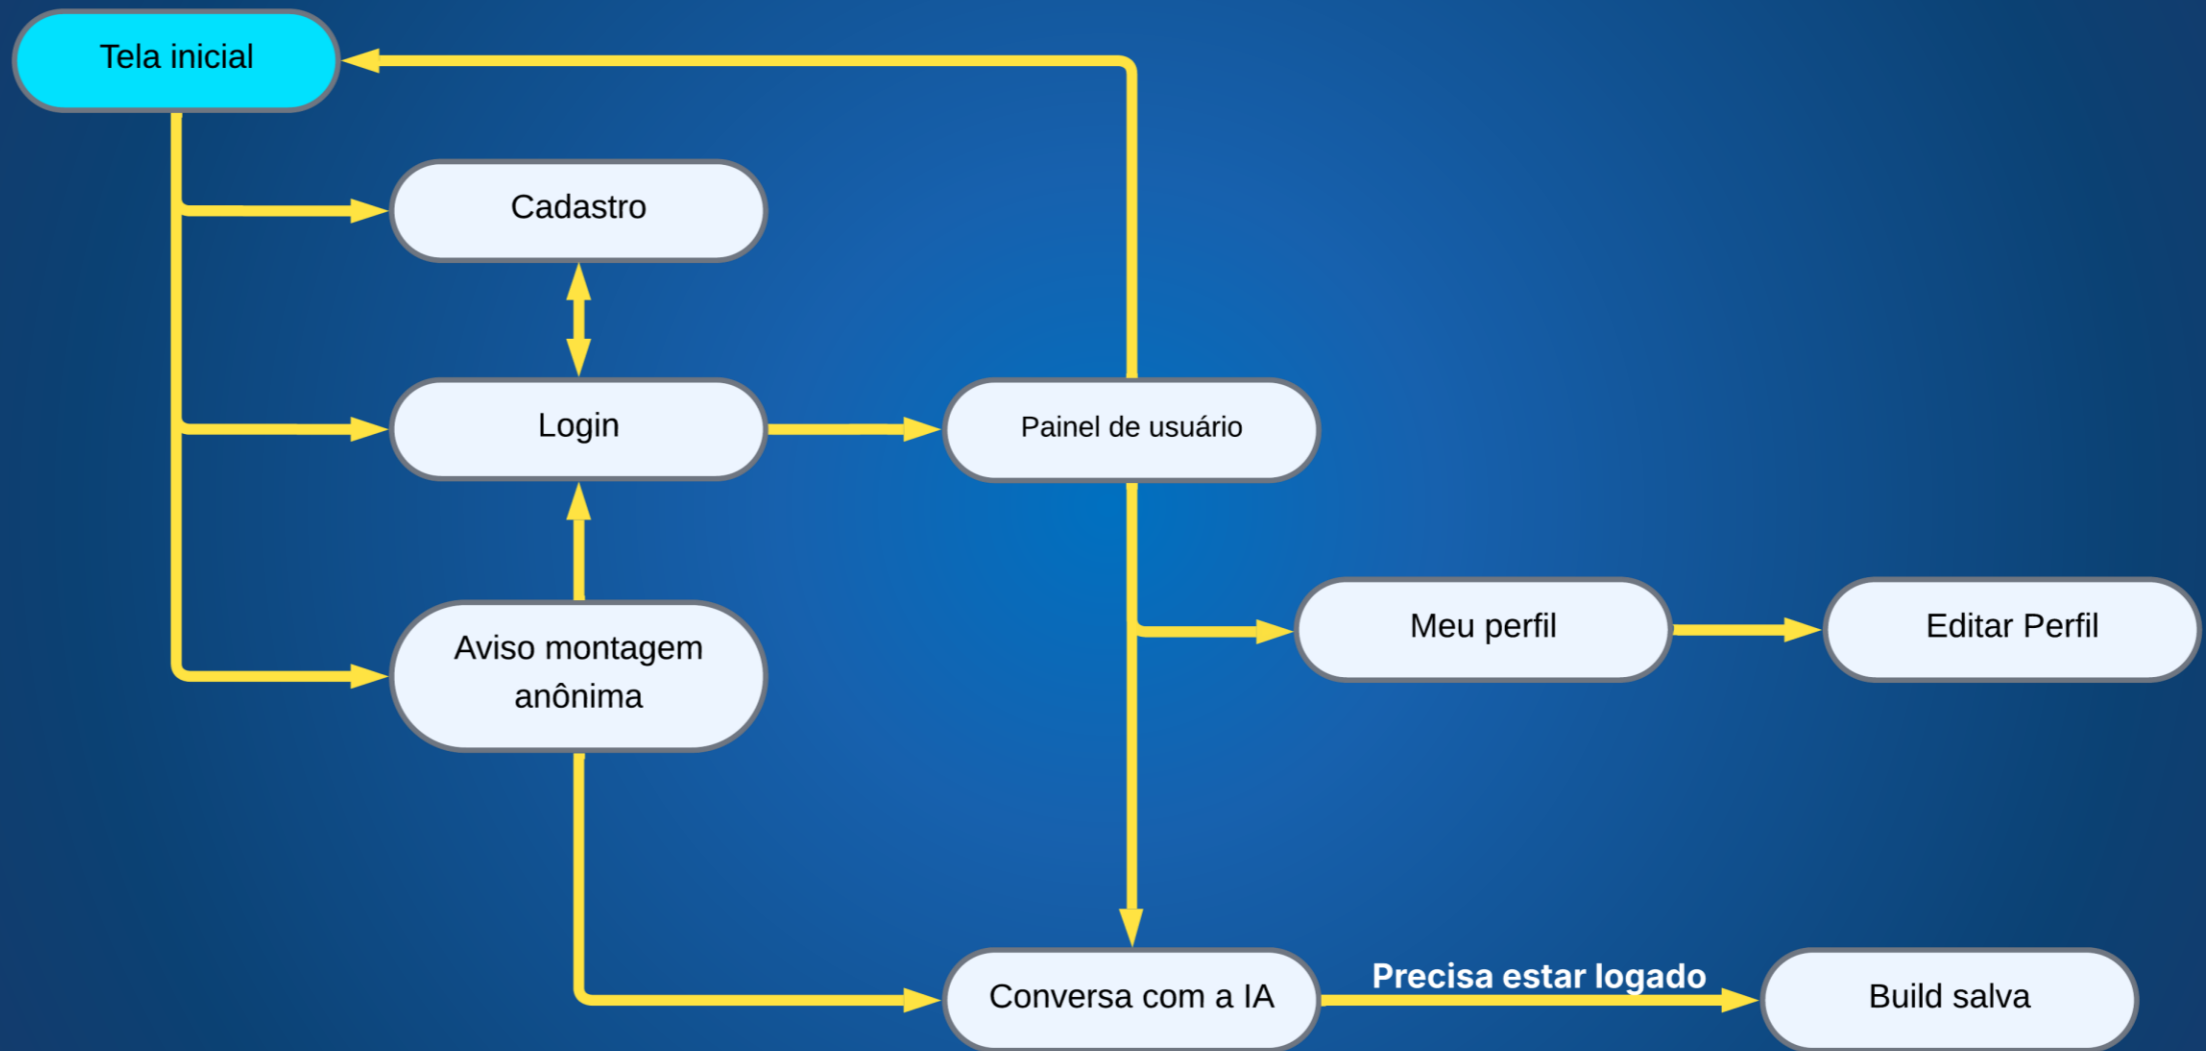 Tela inicial
Cadastro
Login
Painel de usuário
Aviso montagem
anônima
Meu perfil
Editar Perfil
Conversa com a IA
Precisa estar logado
Build salva